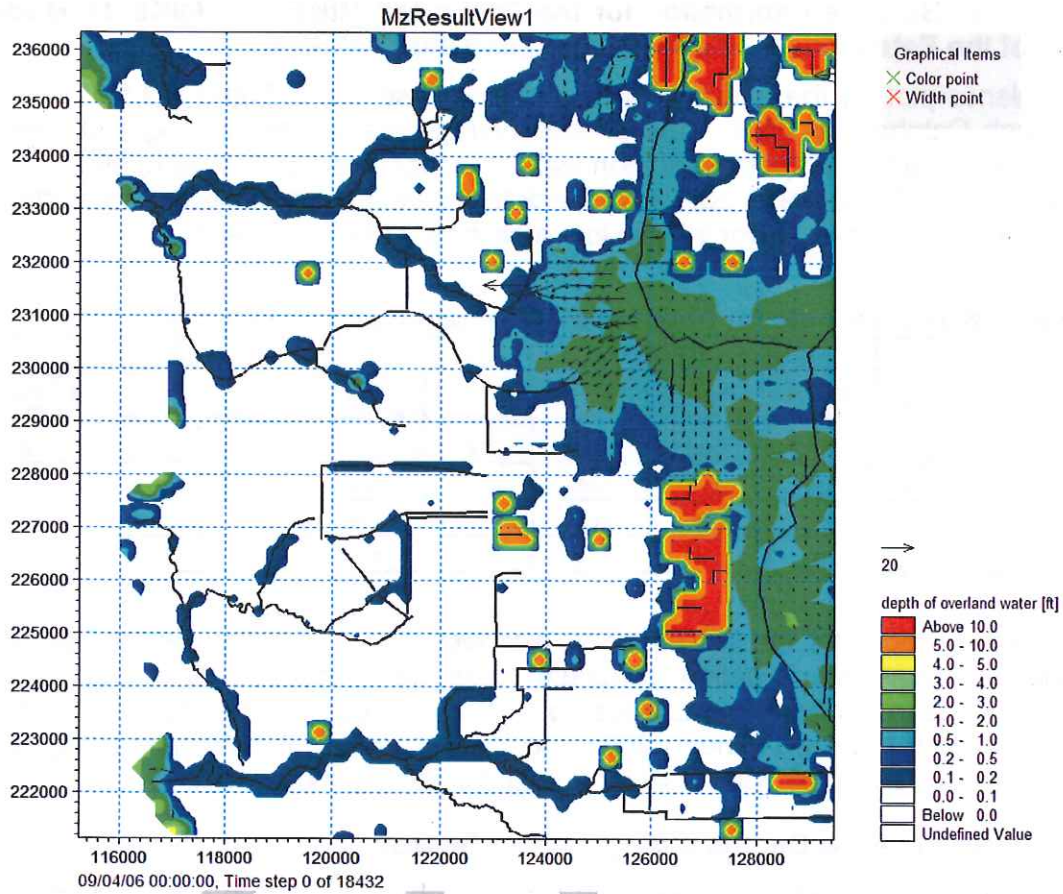 MzResultView1
236000
235000
234000
233000
232000
231000
230000
229000
228000
227000
226000
225000
224000
223000
222000
116000 118000 120000 122000 124000 126000 128000
09/04/06 00:00:00, Time step 0 of 18432
Graphical Items
Color point
Width point
20
depth of overland water [ft]
Above 10.0
5.0 - 10.0
4.0 - 5.0
3.0 - 4.0
2.0 - 3.0
1.0 - 2.0
0.5 - 1.0
0.2 - 0.5
0.1 - 0.2
0.0 - 0.1
Below 0.0
Undefined Value